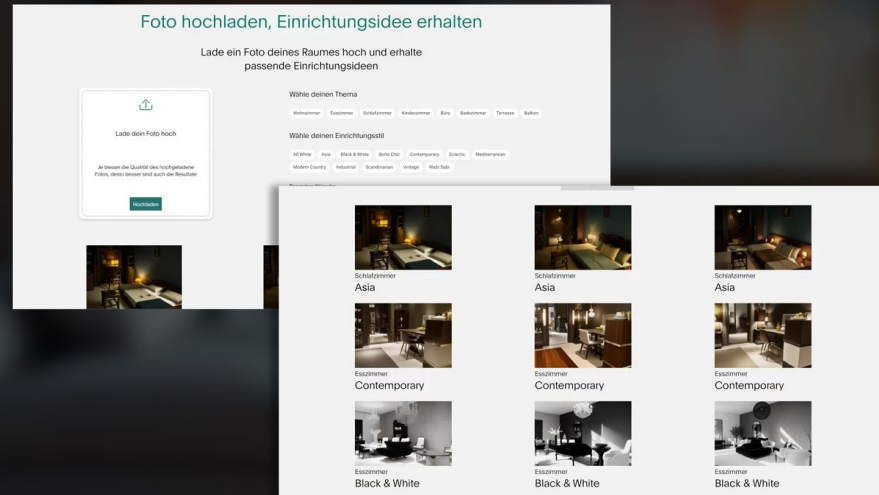 Foto hochladen, Einrichtungsidee erhalten
Lade ein Foto deines Raumes hoch und erhalte
passende Einrichtungsideen
Lade dein Foto hoch
Je besser die Qualität des hochgeladene
Fotos, desto besser sind auch die Resultate
Hochladen
Wähle deinen Thema
Wohnzimmer Esszimmer Schlafzimmer Kinderzimmer Büro Badezimmer Terrasse Balkon
Wähle deinen Einrichtungsstil
All White Asia Black & White Boho Chic Contemporary Eclectic Mediterranean
Modern Country Industrial Scandinavian Vintage Wabi Sabi
Schlafzimmer Schlafzimmer Schlafzimmer
Asia Asia Asia
Esszimmer Esszimmer Esszimmer
Contemporary Contemporary Contemporary
Esszimmer Esszimmer Esszimmer
Black & White Black & White Black & White